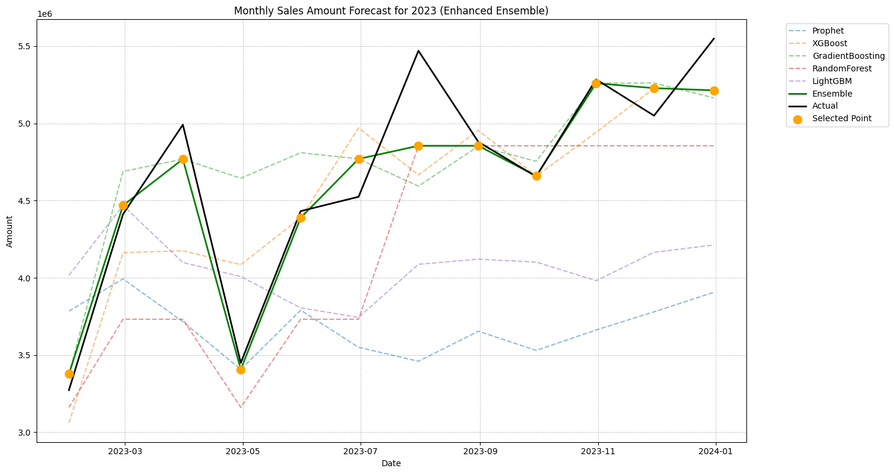 Monthly Sales Amount Forecast for 2023 (Enhanced Ensemble)
1e6
5.5
5.0
4.5
4.0
3.5
3.0
Amount
2023-03
2023-05
2023-07
2023-09
2023-11
2024-01
Date
Prophet
XGBoost
GradientBoosting
RandomForest
LightGBM
Ensemble
Actual
Selected Point